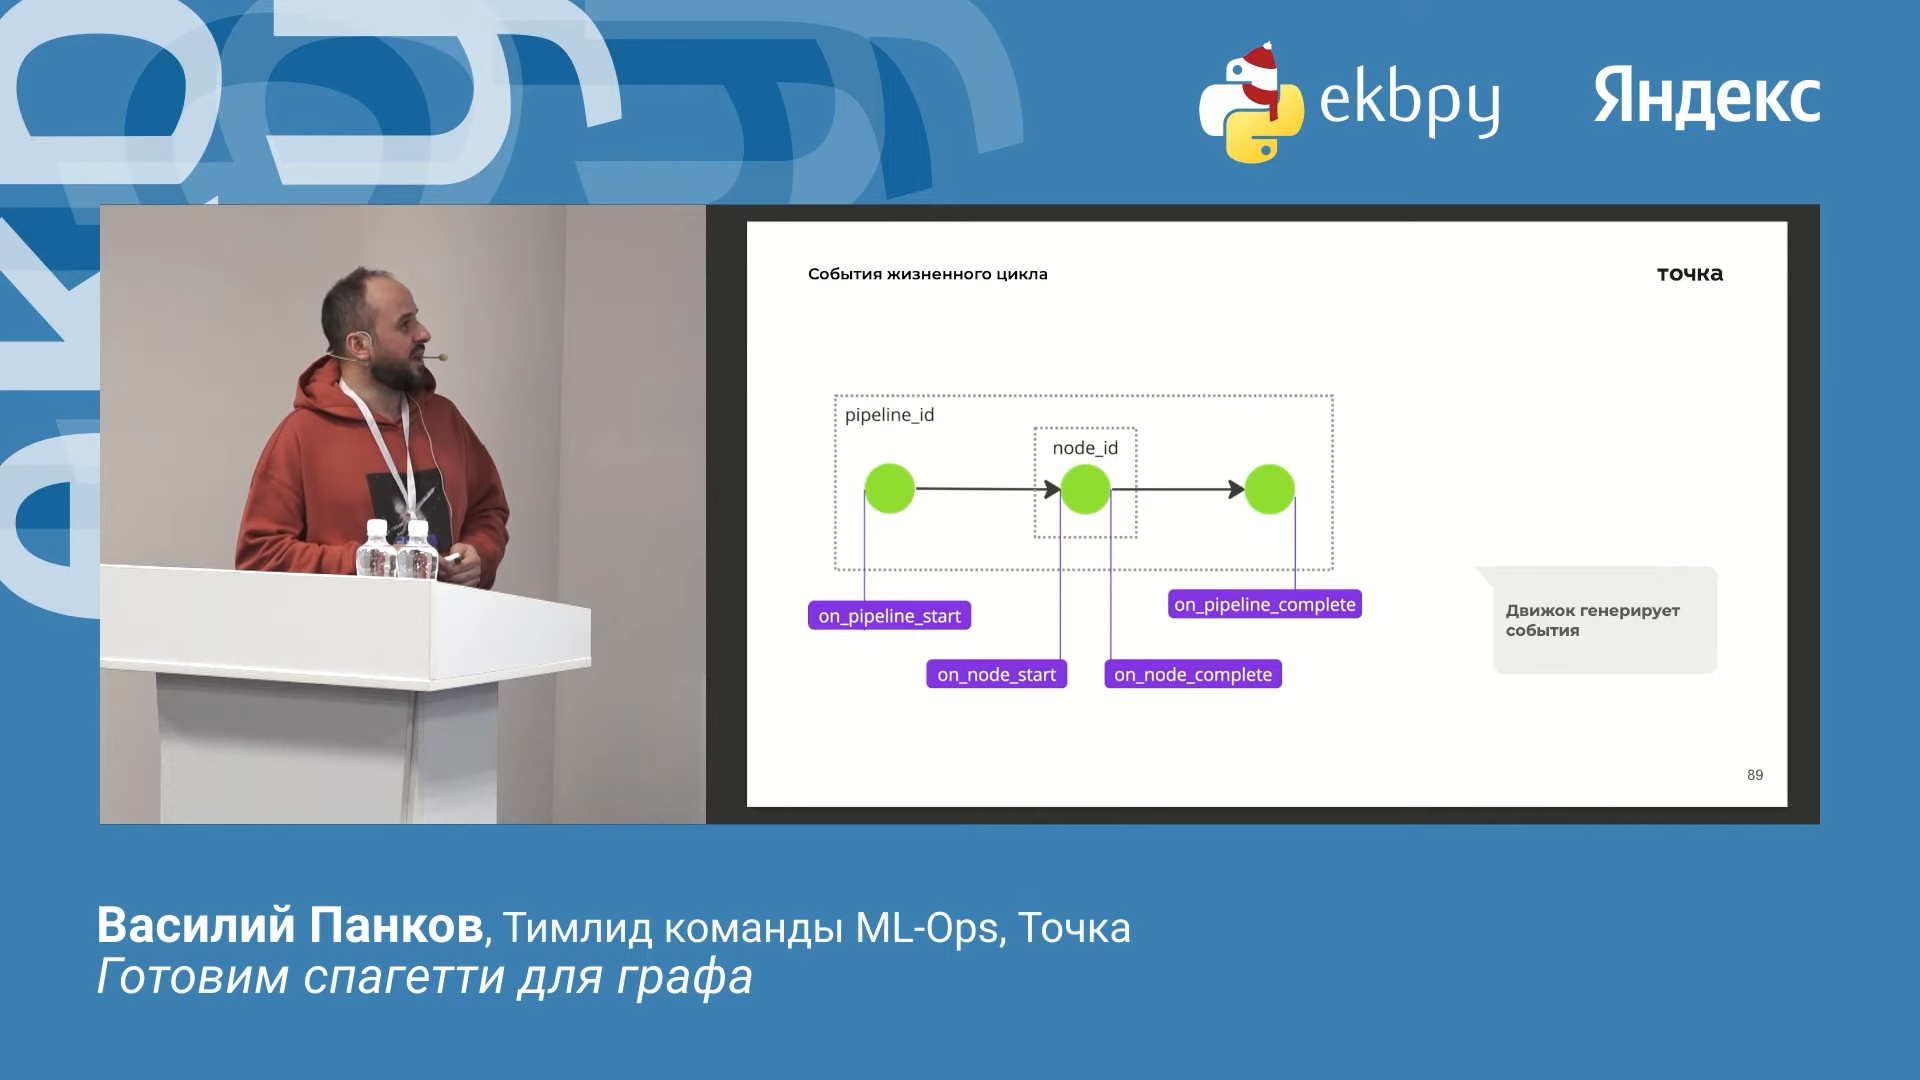 ekbpy
Яндекс
События жизненного цикла
точка
pipeline_id
node_id
on_pipeline_start
on_pipeline_complete
on_node_start
on_node_complete
Движок генерирует
события
89
Василий Панков, Тимлид команды ML-Ops, Точка
Готовим спагетти для графа